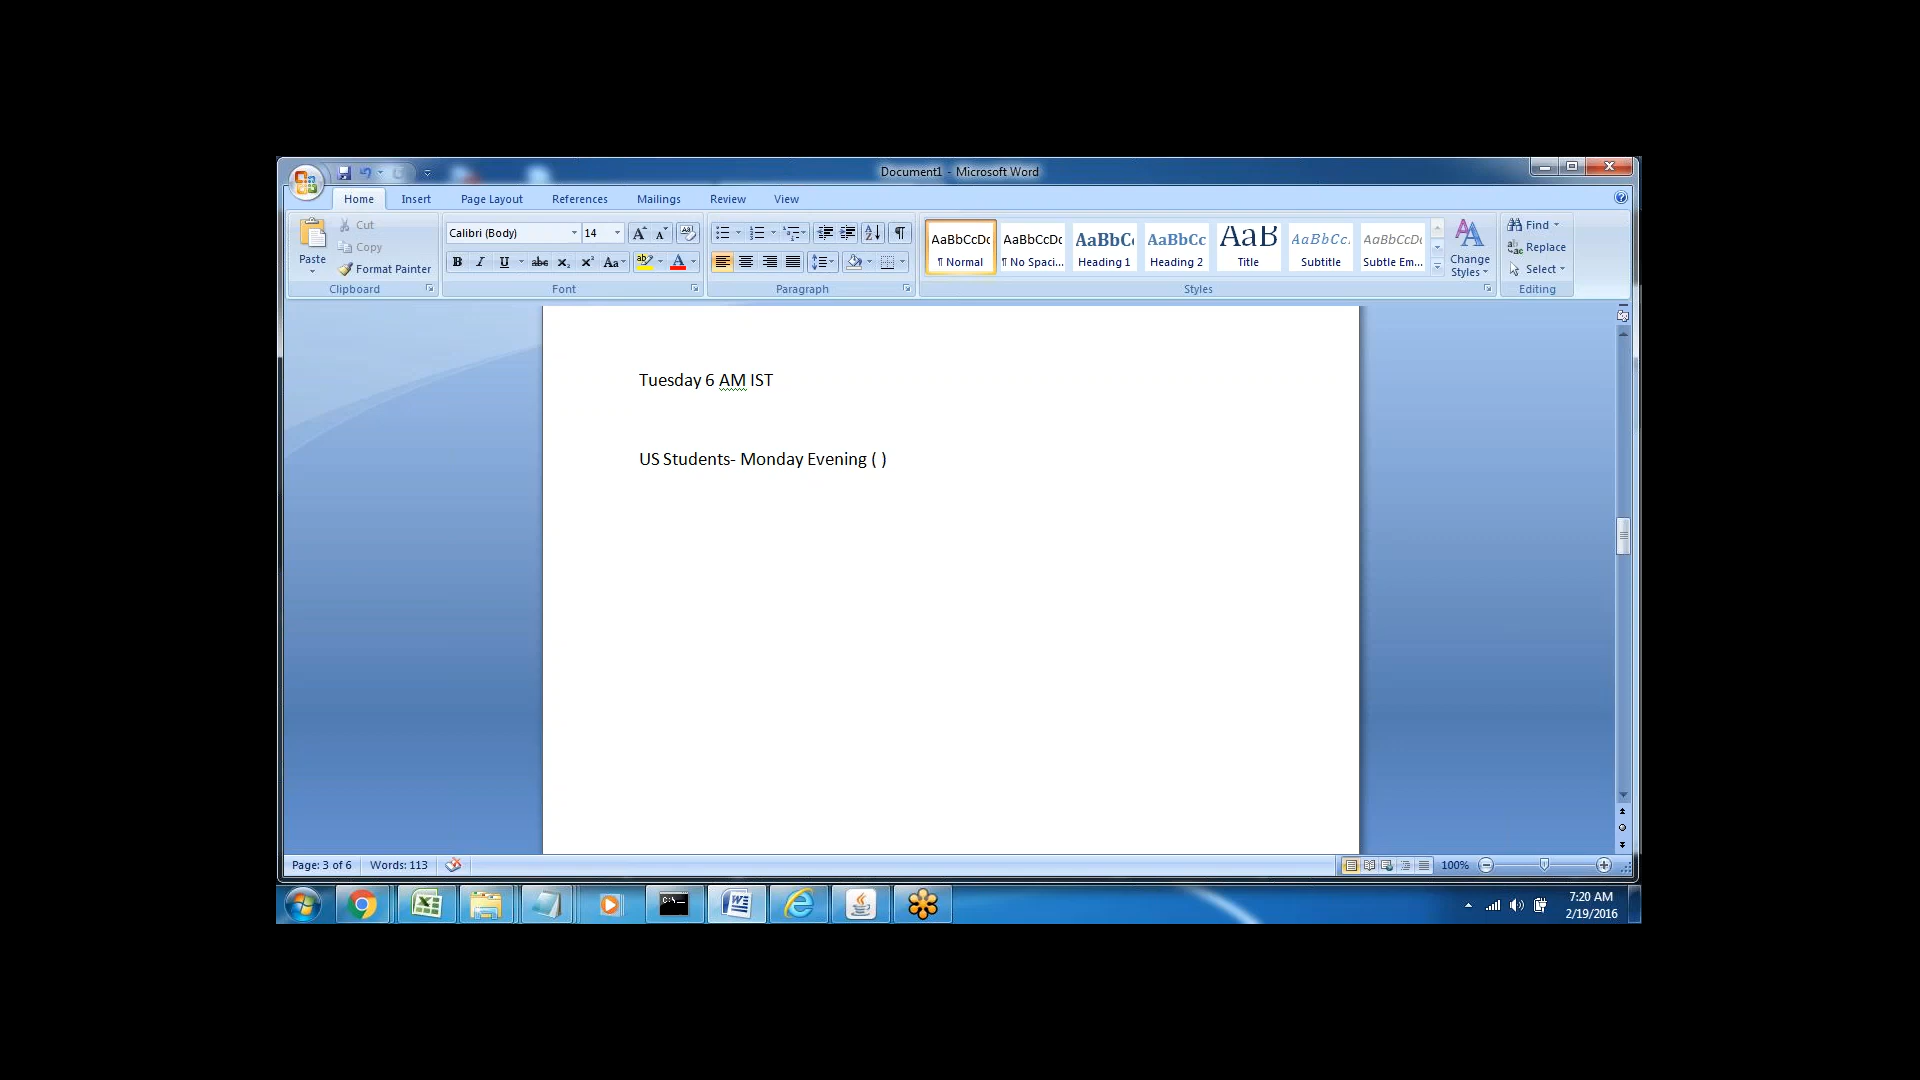 Document1 - Microsoft Word
Home Insert Page Layout References Mailings Review View
Paste
Cut
Copy
Format Painter
Clipboard
Calibri (Body) 14
Font
Paragraph
AaBbCcDc AaBbCcDc AaBbC AaBbCc AaB AaBbCc. AaBbCcDc
¶ Normal ¶ No Spaci... Heading 1 Heading 2 Title Subtitle Subtle Em...
Change
Styles
Styles
Find
Replace
Select
Editing
Tuesday 6 AM IST
US Students- Monday Evening ( )
Page: 3 of 6 Words: 113 100%
7:20 AM
2/19/2016